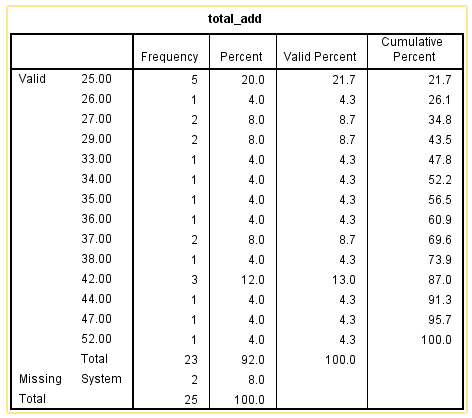 total_add
Frequency Percent Valid Percent Cumulative Percent
Valid 25.00 5 20.0 21.7 21.7
26.00 1 4.0 4.3 26.1
27.00 2 8.0 8.7 34.8
29.00 2 8.0 8.7 43.5
33.00 1 4.0 4.3 47.8
34.00 1 4.0 4.3 52.2
35.00 1 4.0 4.3 56.5
36.00 1 4.0 4.3 60.9
37.00 2 8.0 8.7 69.6
38.00 1 4.0 4.3 73.9
42.00 3 12.0 13.0 87.0
44.00 1 4.0 4.3 91.3
47.00 1 4.0 4.3 95.7
52.00 1 4.0 4.3 100.0
Total 23 92.0 100.0
Missing System 2 8.0
Total 25 100.0